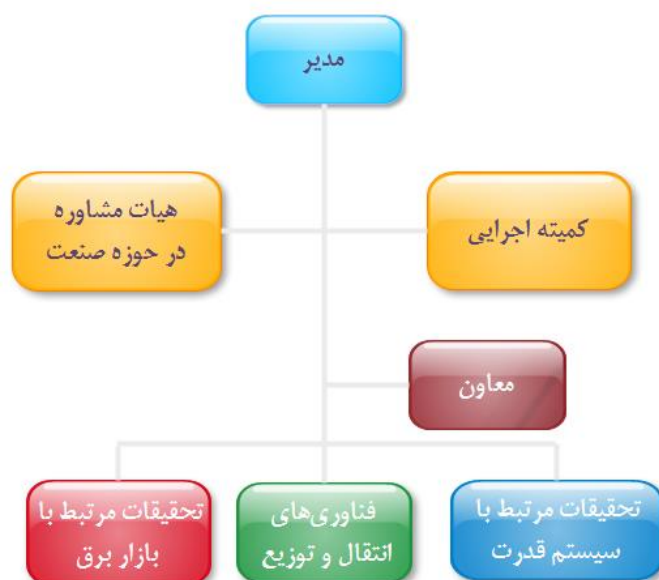 مدیر
کمیته اجرایی
هیات مشاوره
در حوزه صنعت
معاون
تحقیقات مرتبط با
سیستم قدرت
فناوری‌های
انتقال و توزیع
تحقیقات مرتبط با
بازار برق